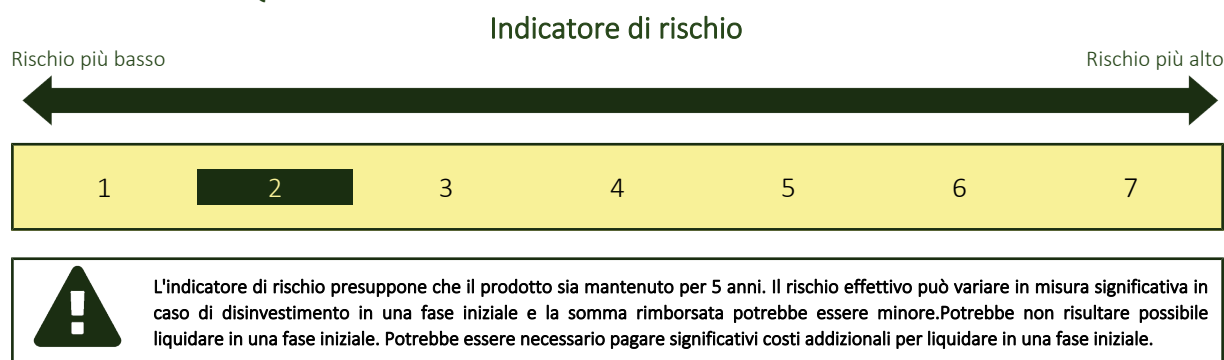 Indicatore di rischio
Rischio più basso
Rischio più alto
1 2 3 4 5 6 7
L'indicatore di rischio presuppone che il prodotto sia mantenuto per 5 anni. Il rischio effettivo può variare in misura significativa in
caso di disinvestimento in una fase iniziale e la somma rimborsata potrebbe essere minore.Potrebbe non risultare possibile
liquidare in una fase iniziale. Potrebbe essere necessario pagare significativi costi addizionali per liquidare in una fase iniziale.